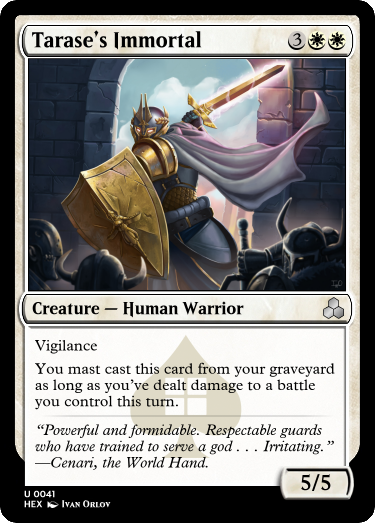 Tarase's Immortal 3
Creature — Human Warrior
Vigilance
You mast cast this card from your graveyard
as long as you've dealt damage to a battle
you control this turn.
"Powerful and formidable. Respectable guards
who have trained to serve a god . . . Irritating."
—Cenari, the World Hand.
5/5
U 0041
HEX Ivan Orlov